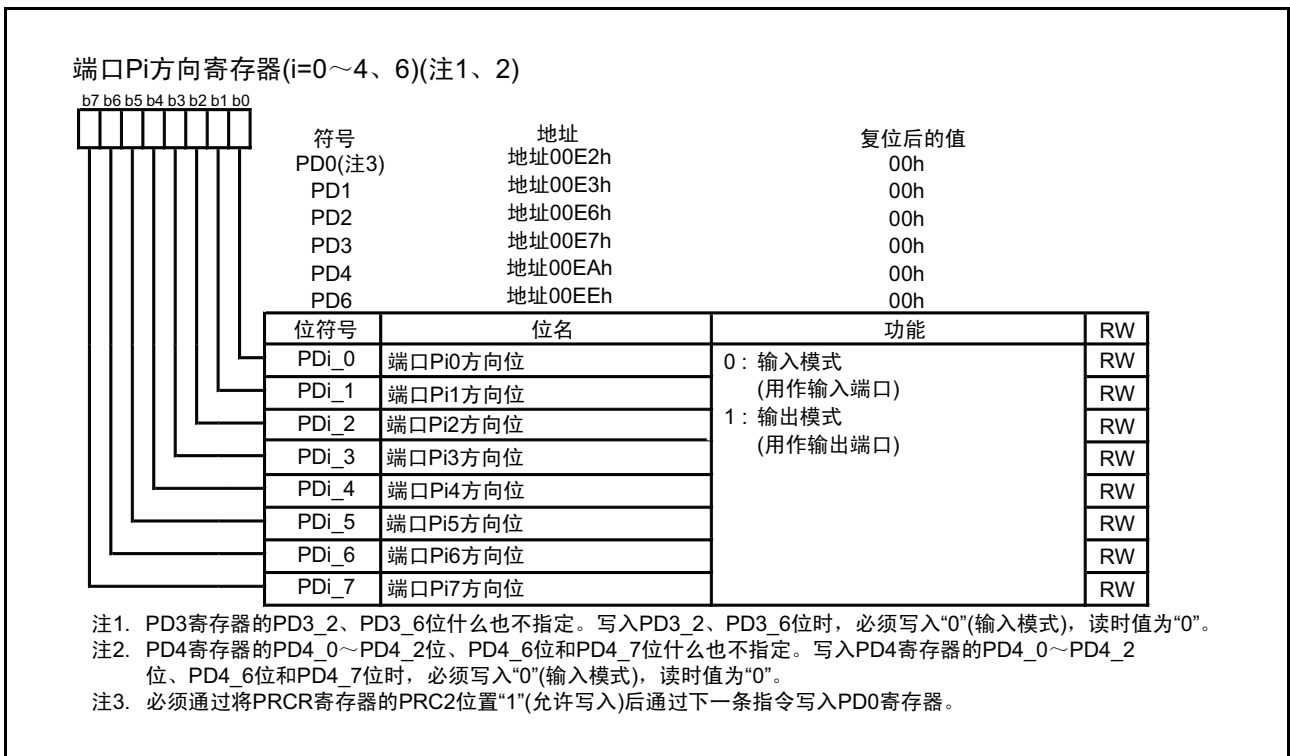 端口Pi方向寄存器(i=0～4、6)(注1、2)
b7 b6 b5 b4 b3 b2 b1 b0
符号 地址 复位后的值
PD0(注3) 地址00E2h 00h
PD1 地址00E3h 00h
PD2 地址00E6h 00h
PD3 地址00E7h 00h
PD4 地址00EAh 00h
PD6 地址00EEh 00h
位符号 位名 功能 RW
PDi_0 端口Pi0方向位 0：输入模式 RW
PDi_1 端口Pi1方向位 (用作输入端口) RW
PDi_2 端口Pi2方向位 1：输出模式 RW
PDi_3 端口Pi3方向位 (用作输出端口) RW
PDi_4 端口Pi4方向位 RW
PDi_5 端口Pi5方向位 RW
PDi_6 端口Pi6方向位 RW
PDi_7 端口Pi7方向位 RW
注1. PD3寄存器的PD3_2、PD3_6位什么也不指定。写入PD3_2、PD3_6位时，必须写入“0”(输入模式)，读时值为“0”。
注2. PD4寄存器的PD4_0～PD4_2位、PD4_6位和PD4_7位什么也不指定。写入PD4寄存器的PD4_0～PD4_2
位、PD4_6位和PD4_7位时，必须写入“0”(输入模式)，读时值为“0”。
注3. 必须通过将PRCR寄存器的PRC2位置“1”(允许写入)后通过下一条指令写入PD0寄存器。